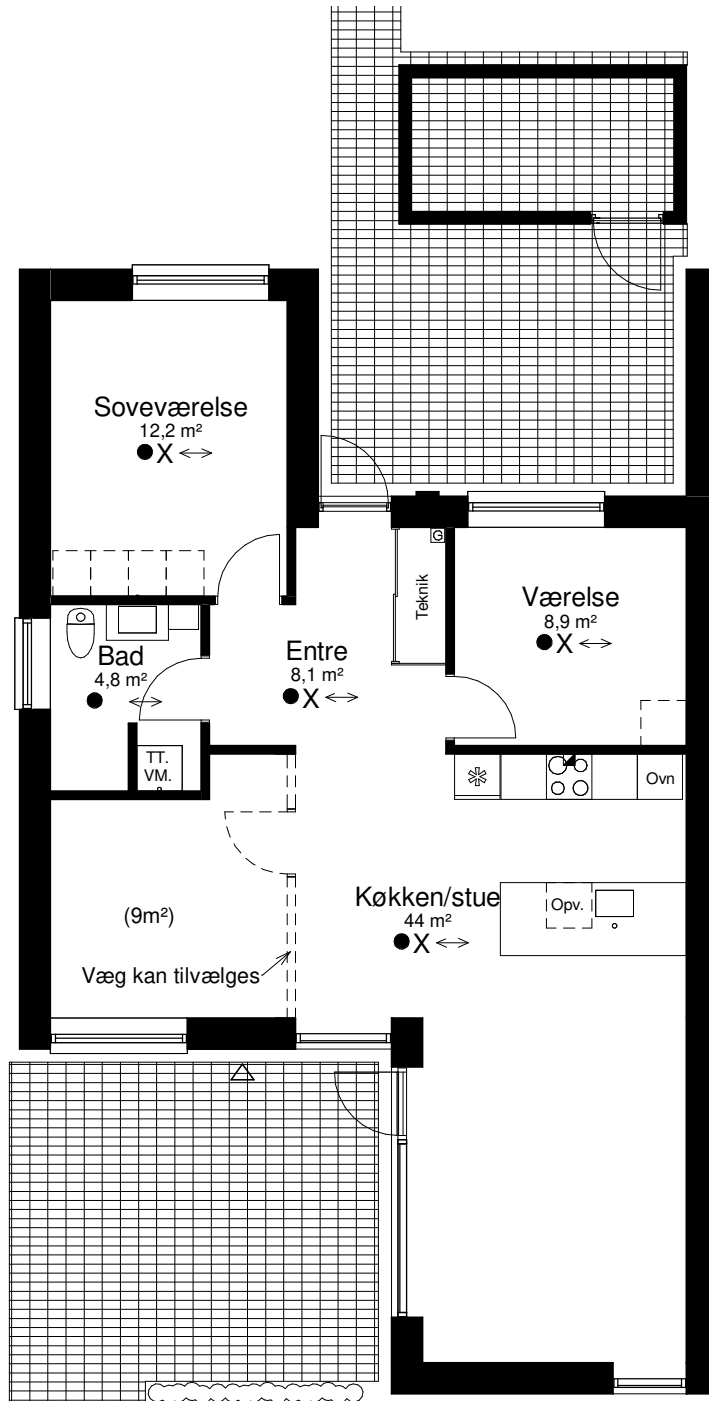 Soveværelse
12,2 m²
X
G
Teknik
Værelse
8,9 m²
X
Bad
4,8 m²
Entre
8,1 m²
X
TT.
VM.
Ovn
(9m²)
Køkken/stue
44 m²
X
Opv.
Væg kan tilvælges